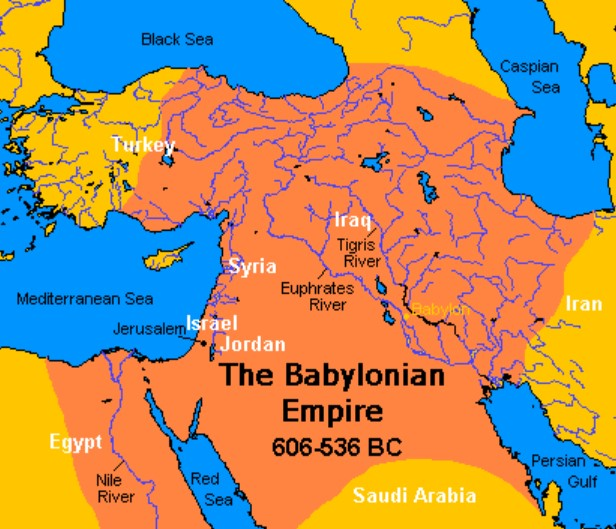 Black Sea
Caspian
Sea
Turkey
Iraq
Tigris
River
Syria
Euphrates
River
Mediterranean Sea
Iran
Babylon
Israel
Jerusalem
Jordan
The Babylonian
Empire
606-536 BC
Egypt
Nile
River
Red
Sea
Persian
Gulf
Saudi Arabia